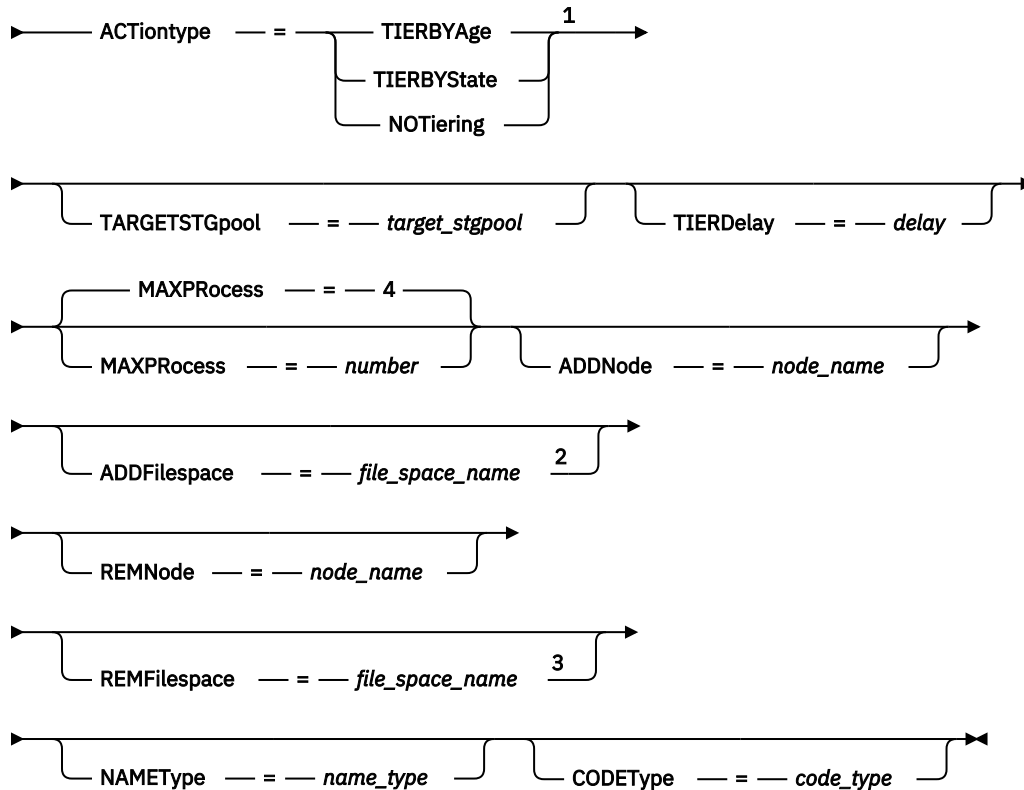 ACTiontype = TIERBYAge 1
TIERBYState
NOTiering
TARGETSTGpool = target_stgpool TIERDelay = delay
MAXPRocess = 4
MAXPRocess = number ADDNode = node_name
ADDFilespace = file_space_name 2
REMNode = node_name
REMFilespace = file_space_name 3
NAMEType = name_type CODEType = code_type